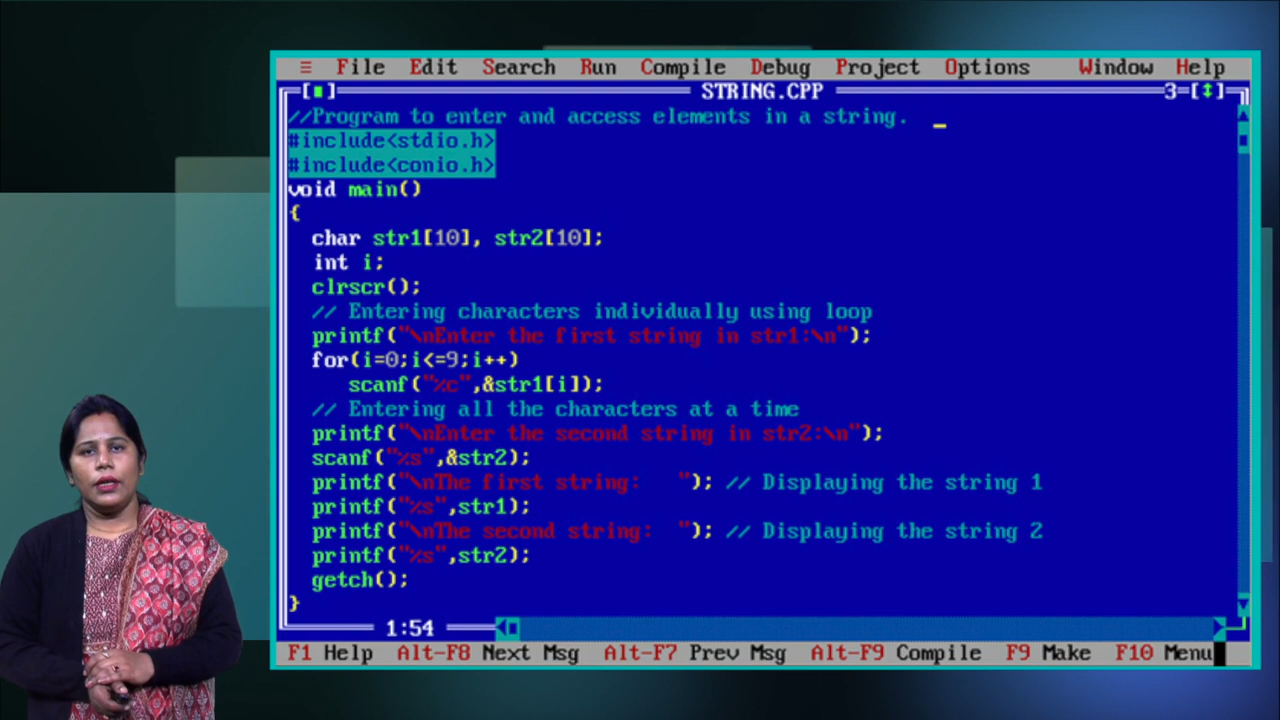 ≡ File Edit Search Run Compile Debug Project Options Window Help
[■] STRING.CPP 3=[↕]
//Program to enter and access elements in a string. _
#include<stdio.h>
#include<conio.h>
void main()
{
char str1[10], str2[10];
int i;
clrscr();
// Entering characters individually using loop
printf("\nEnter the first string in str1:\n");
for(i=0;i<=9;i++)
scanf("%c",&str1[i]);
// Entering all the characters at a time
printf("\nEnter the second string in str2:\n");
scanf("%s",&str2);
printf("\nThe first string:   "); // Displaying the string 1
printf("%s",str1);
printf("\nThe second string:  "); // Displaying the string 2
printf("%s",str2);
getch();
}
1:54
F1 Help Alt-F8 Next Msg Alt-F7 Prev Msg Alt-F9 Compile F9 Make F10 Menu